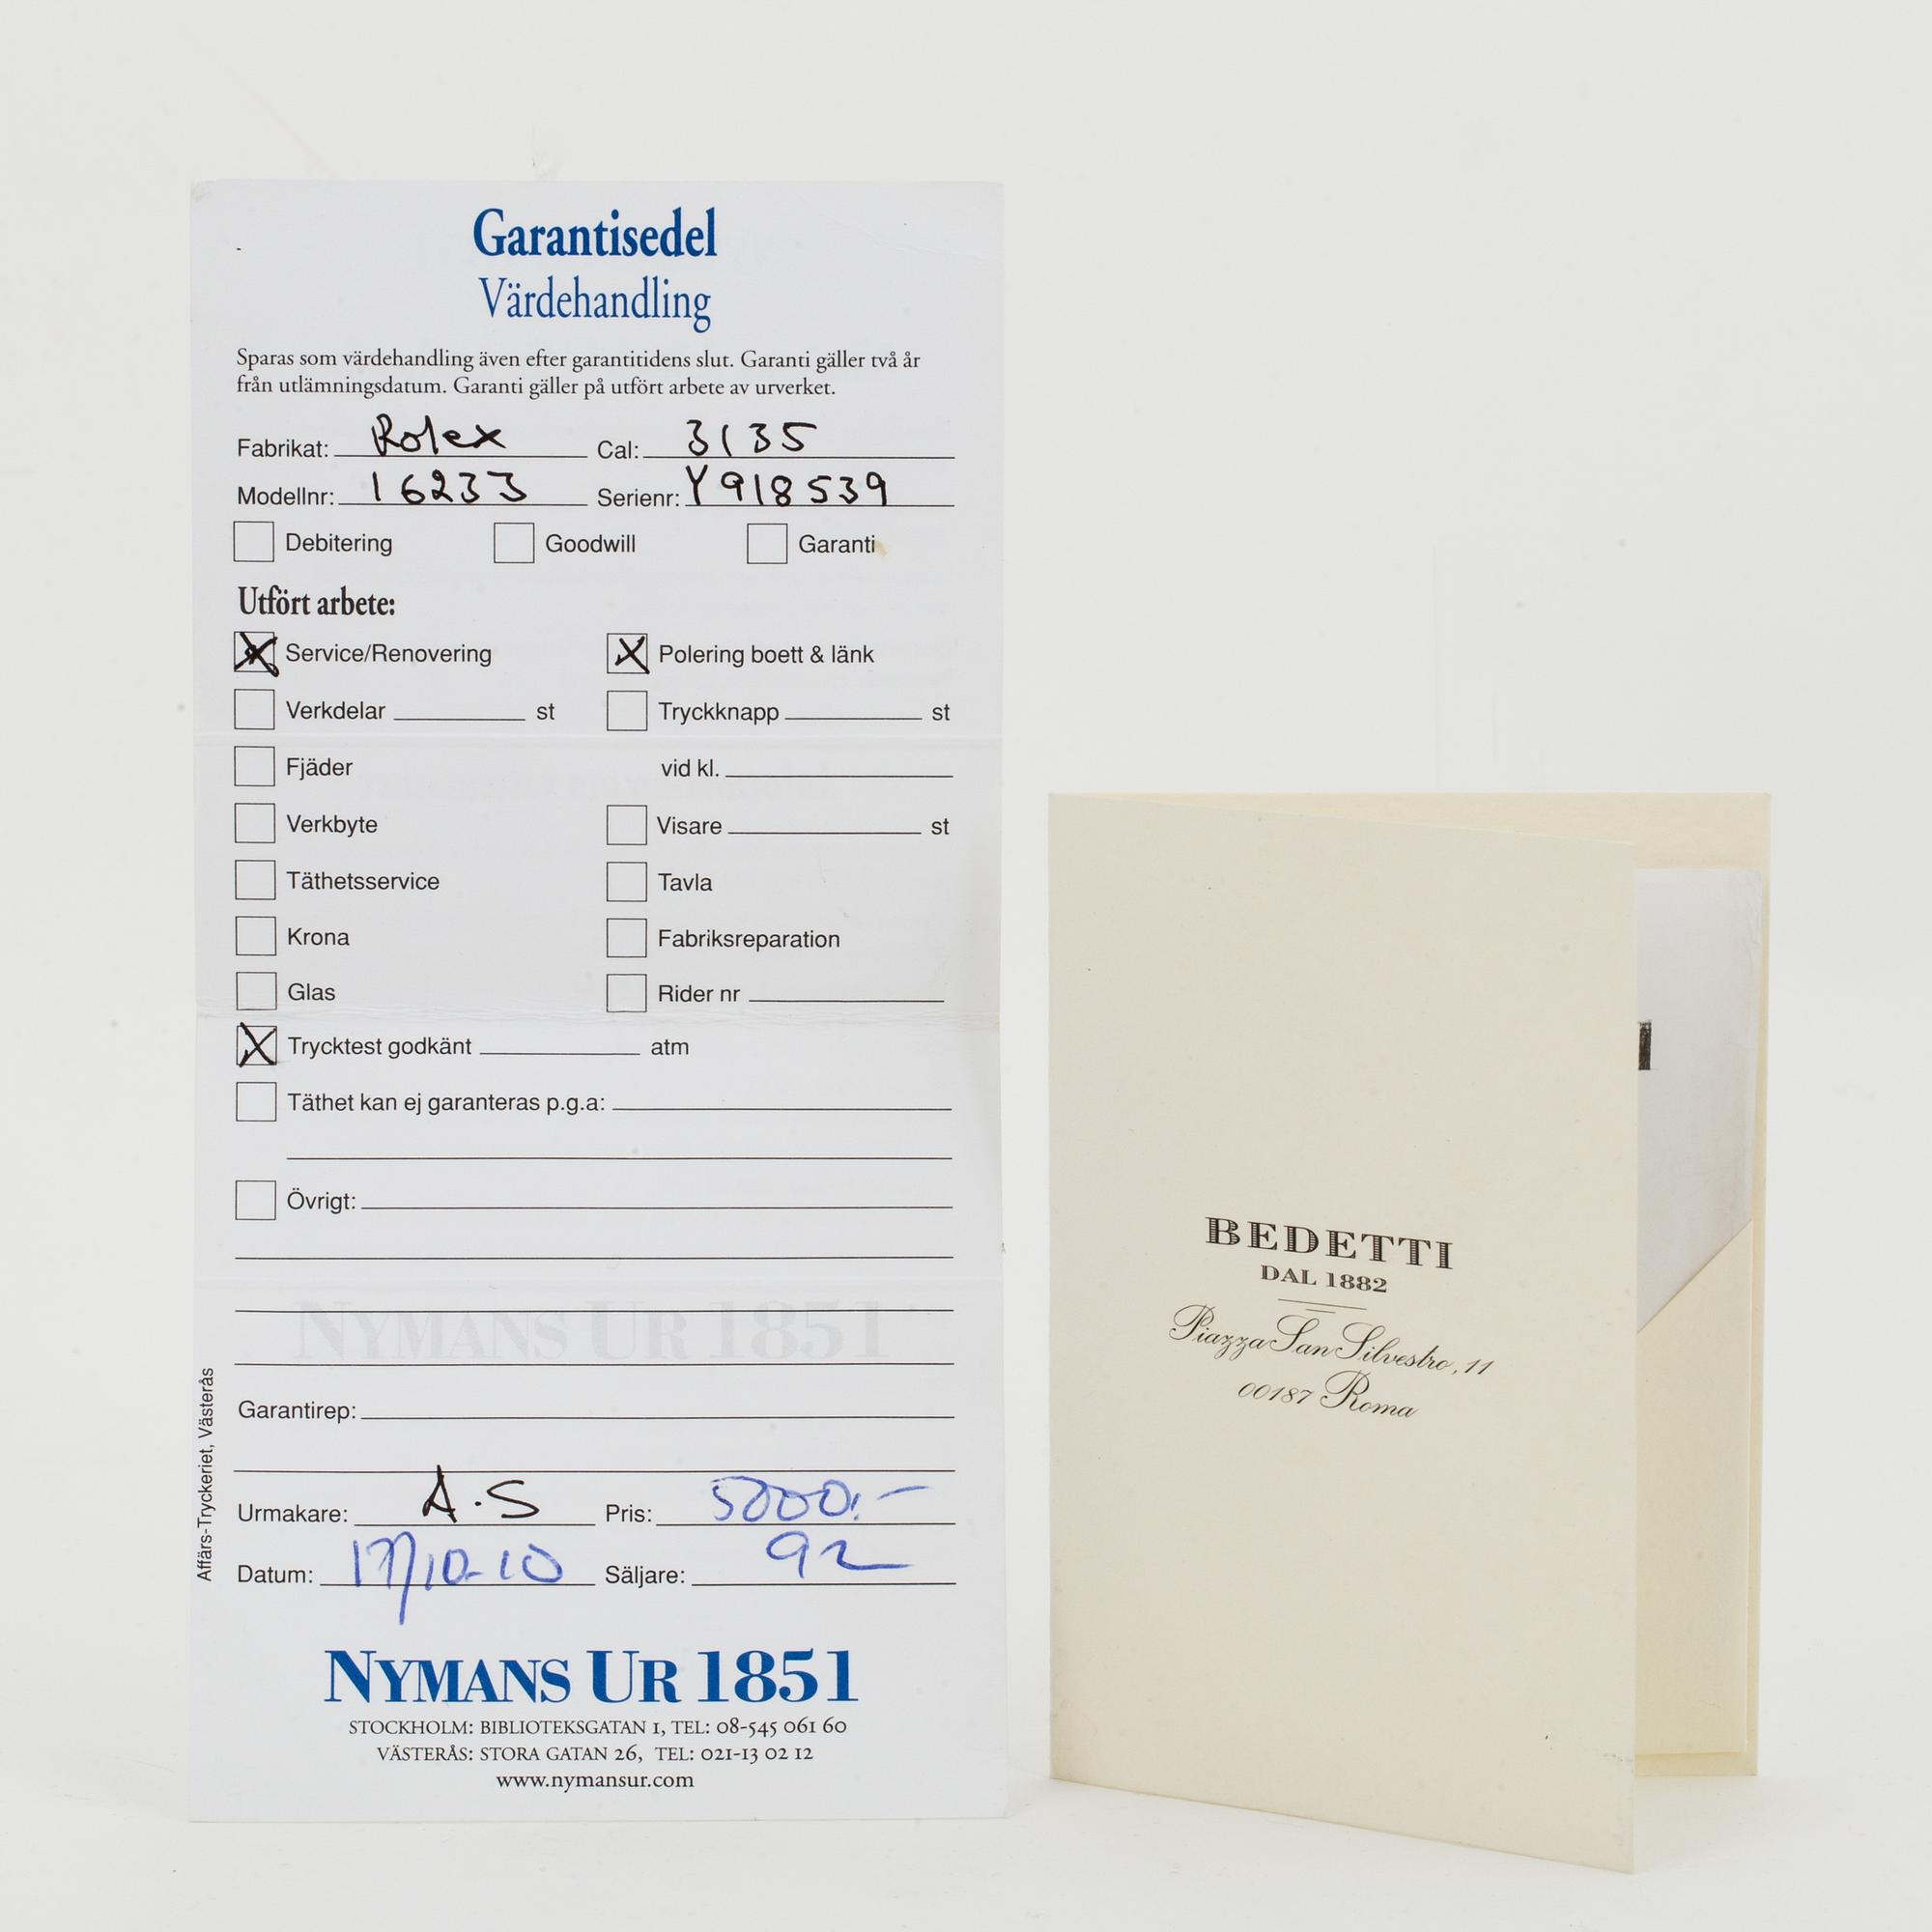 Garantisedel
Värdehandling
Sparas som värdehandling även efter garantitidens slut. Garanti gäller två år
från utlämningsdatum. Garanti gäller på utfört arbete av urverket.
Fabrikat: Rolex Cal: 3135
Modellnr: 16233 Serienr: Y918539
Debitering Goodwill Garanti
Utfört arbete:
Service/Renovering Polering boett & länk
Verkdelar st Tryckknapp st
Fjäder vid kl.
Verkbyte Visare st
Täthetsservice Tavla
Krona Fabriksreparation
Glas Rider nr
Trycktest godkänt atm
Täthet kan ej garanteras p.g.a:
Övrigt:
NYMANS UR 1851
Garantirep:
Urmakare: A.S Pris: 5000:-
Datum: 17/10-10 Säljare: 92
Affärs-Tryckeriet, Västerås
NYMANS UR 1851
STOCKHOLM: BIBLIOTEKSGATAN 1, TEL: 08-545 061 60
VÄSTERÅS: STORA GATAN 26, TEL: 021-13 02 12
www.nymansur.com
BEDETTI
DAL 1882
Piazza San Silvestro, 11
00187 Roma